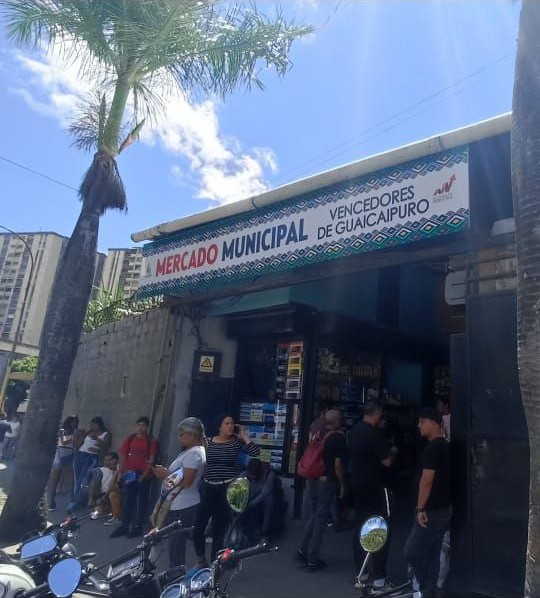 MERCADO MUNICIPAL
VENCEDORES
DE GUAICAIPURO